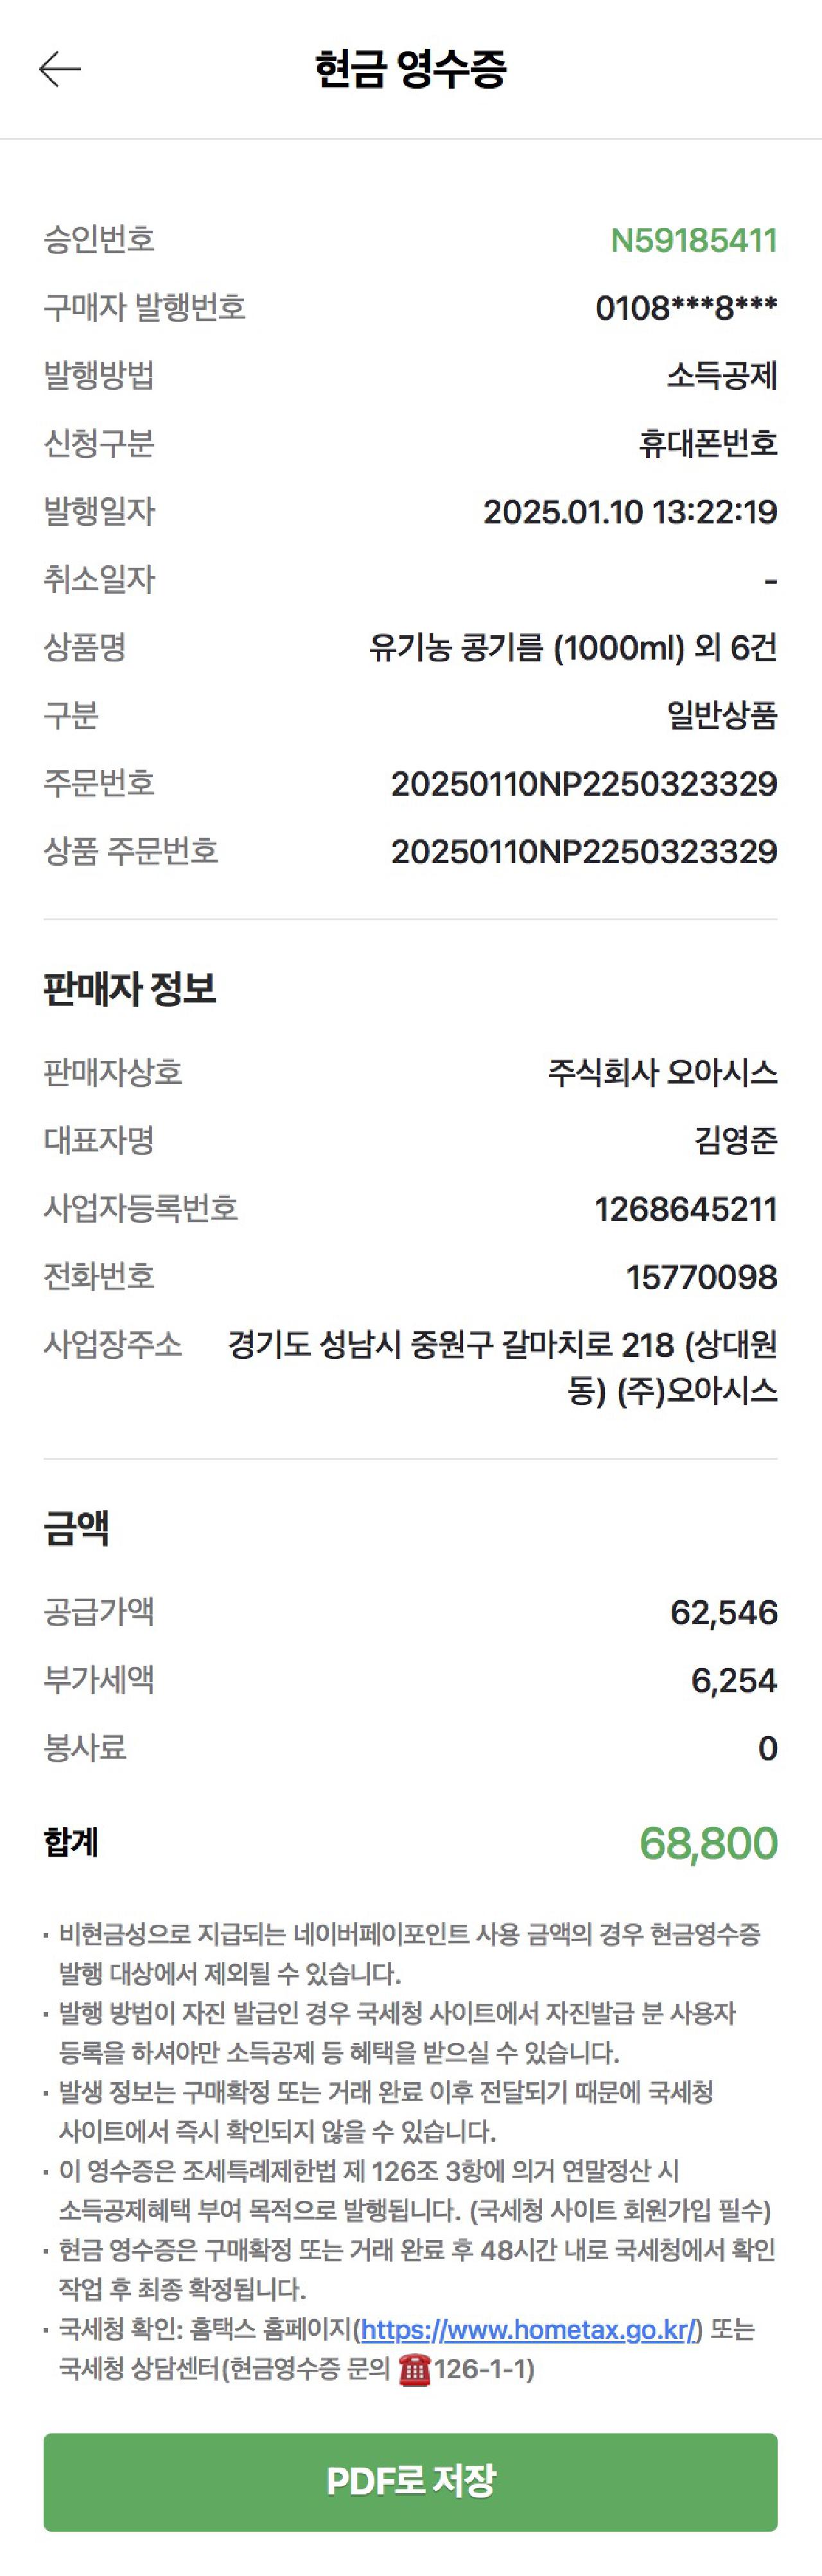 현금 영수증
승인번호 N59185411
구매자 발행번호 0108***8***
발행방법 소득공제
신청구분 휴대폰번호
발행일자 2025.01.10 13:22:19
취소일자 -
상품명 유기농 콩기름 (1000ml) 외 6건
구분 일반상품
주문번호 20250110NP2250323329
상품 주문번호 20250110NP2250323329
판매자 정보
판매자상호 주식회사 오아시스
대표자명 김영준
사업자등록번호 1268645211
전화번호 15770098
사업장주소 경기도 성남시 중원구 갈마치로 218 (상대원
동) (주)오아시스
금액
공급가액 62,546
부가세액 6,254
봉사료 0
합계 68,800
· 비현금성으로 지급되는 네이버페이포인트 사용 금액의 경우 현금영수증
발행 대상에서 제외될 수 있습니다.
· 발행 방법이 자진 발급인 경우 국세청 사이트에서 자진발급 분 사용자
등록을 하셔야만 소득공제 등 혜택을 받으실 수 있습니다.
· 발생 정보는 구매확정 또는 거래 완료 이후 전달되기 때문에 국세청
사이트에서 즉시 확인되지 않을 수 있습니다.
· 이 영수증은 조세특례제한법 제 126조 3항에 의거 연말정산 시
소득공제혜택 부여 목적으로 발행됩니다. (국세청 사이트 회원가입 필수)
· 현금 영수증은 구매확정 또는 거래 완료 후 48시간 내로 국세청에서 확인
작업 후 최종 확정됩니다.
· 국세청 확인: 홈택스 홈페이지(https://www.hometax.go.kr/) 또는
국세청 상담센터(현금영수증 문의 ☎126-1-1)
PDF로 저장